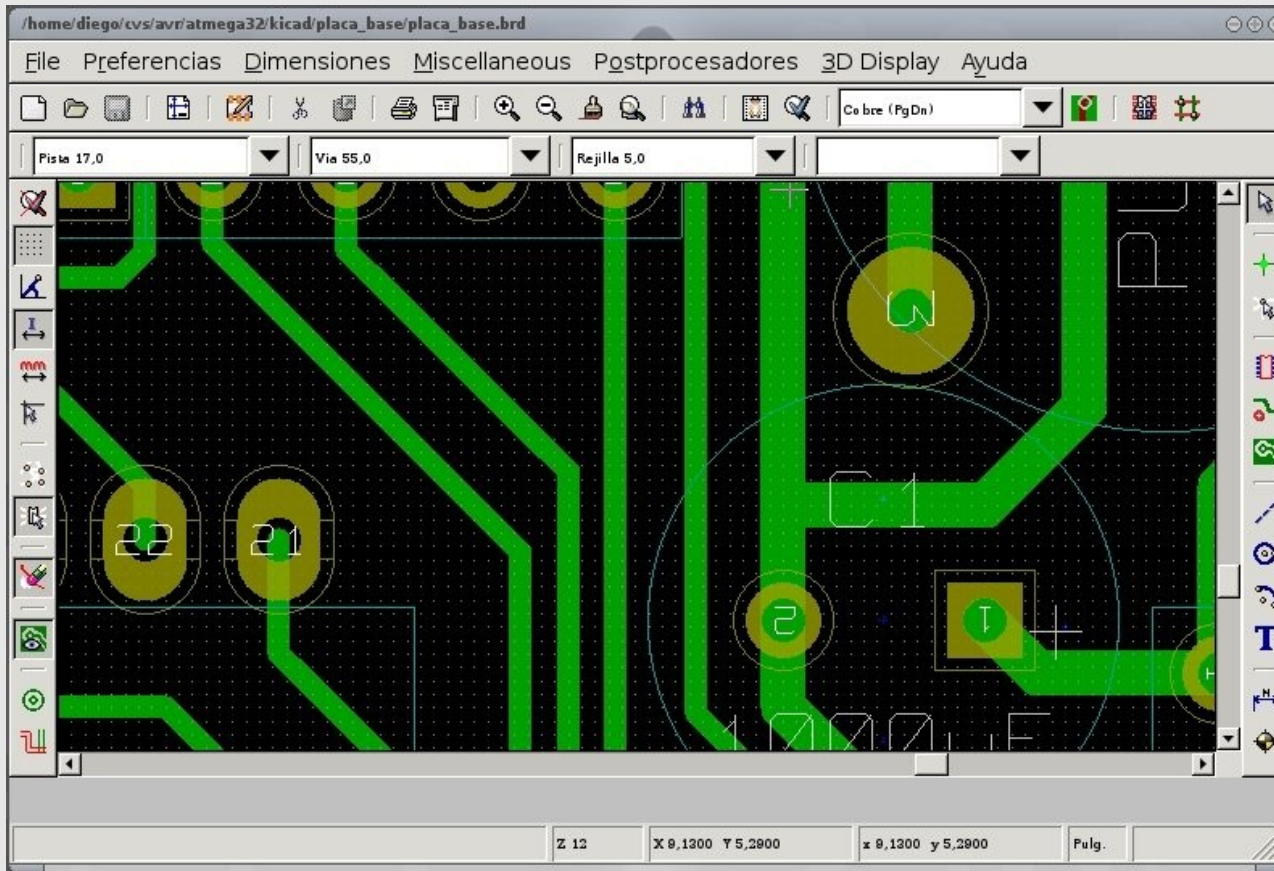 /home/diego/cvs/avr/atmega32/kicad/placa_base/placa_base.brd
File Preferencias Dimensiones Miscellaneous Postprocesadores 3D Display Ayuda
Cobre (PgDn)
Pista 17,0 Via 55,0 Rejilla 5,0
mm
C1
22 21
2 1
1000uF
T
N.
Z 12 X 9,1300 Y 5,2900 x 9,1300 y 5,2900 Pulg.